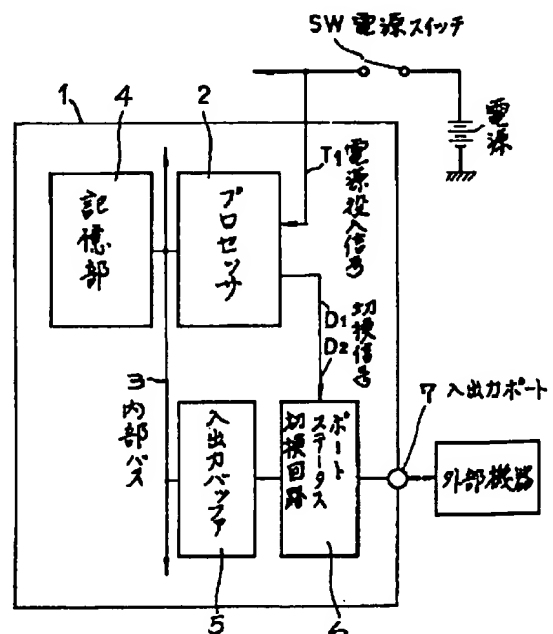 SW 電源スイッチ
電源
T1 電源投入信号
1
4
2
記憶部
プロセッサ
D1
D2
切換信号
3 内部バス
入出力バッファ
ポートステータス
切換回路
7 入出力ポート
外部機器
5
6